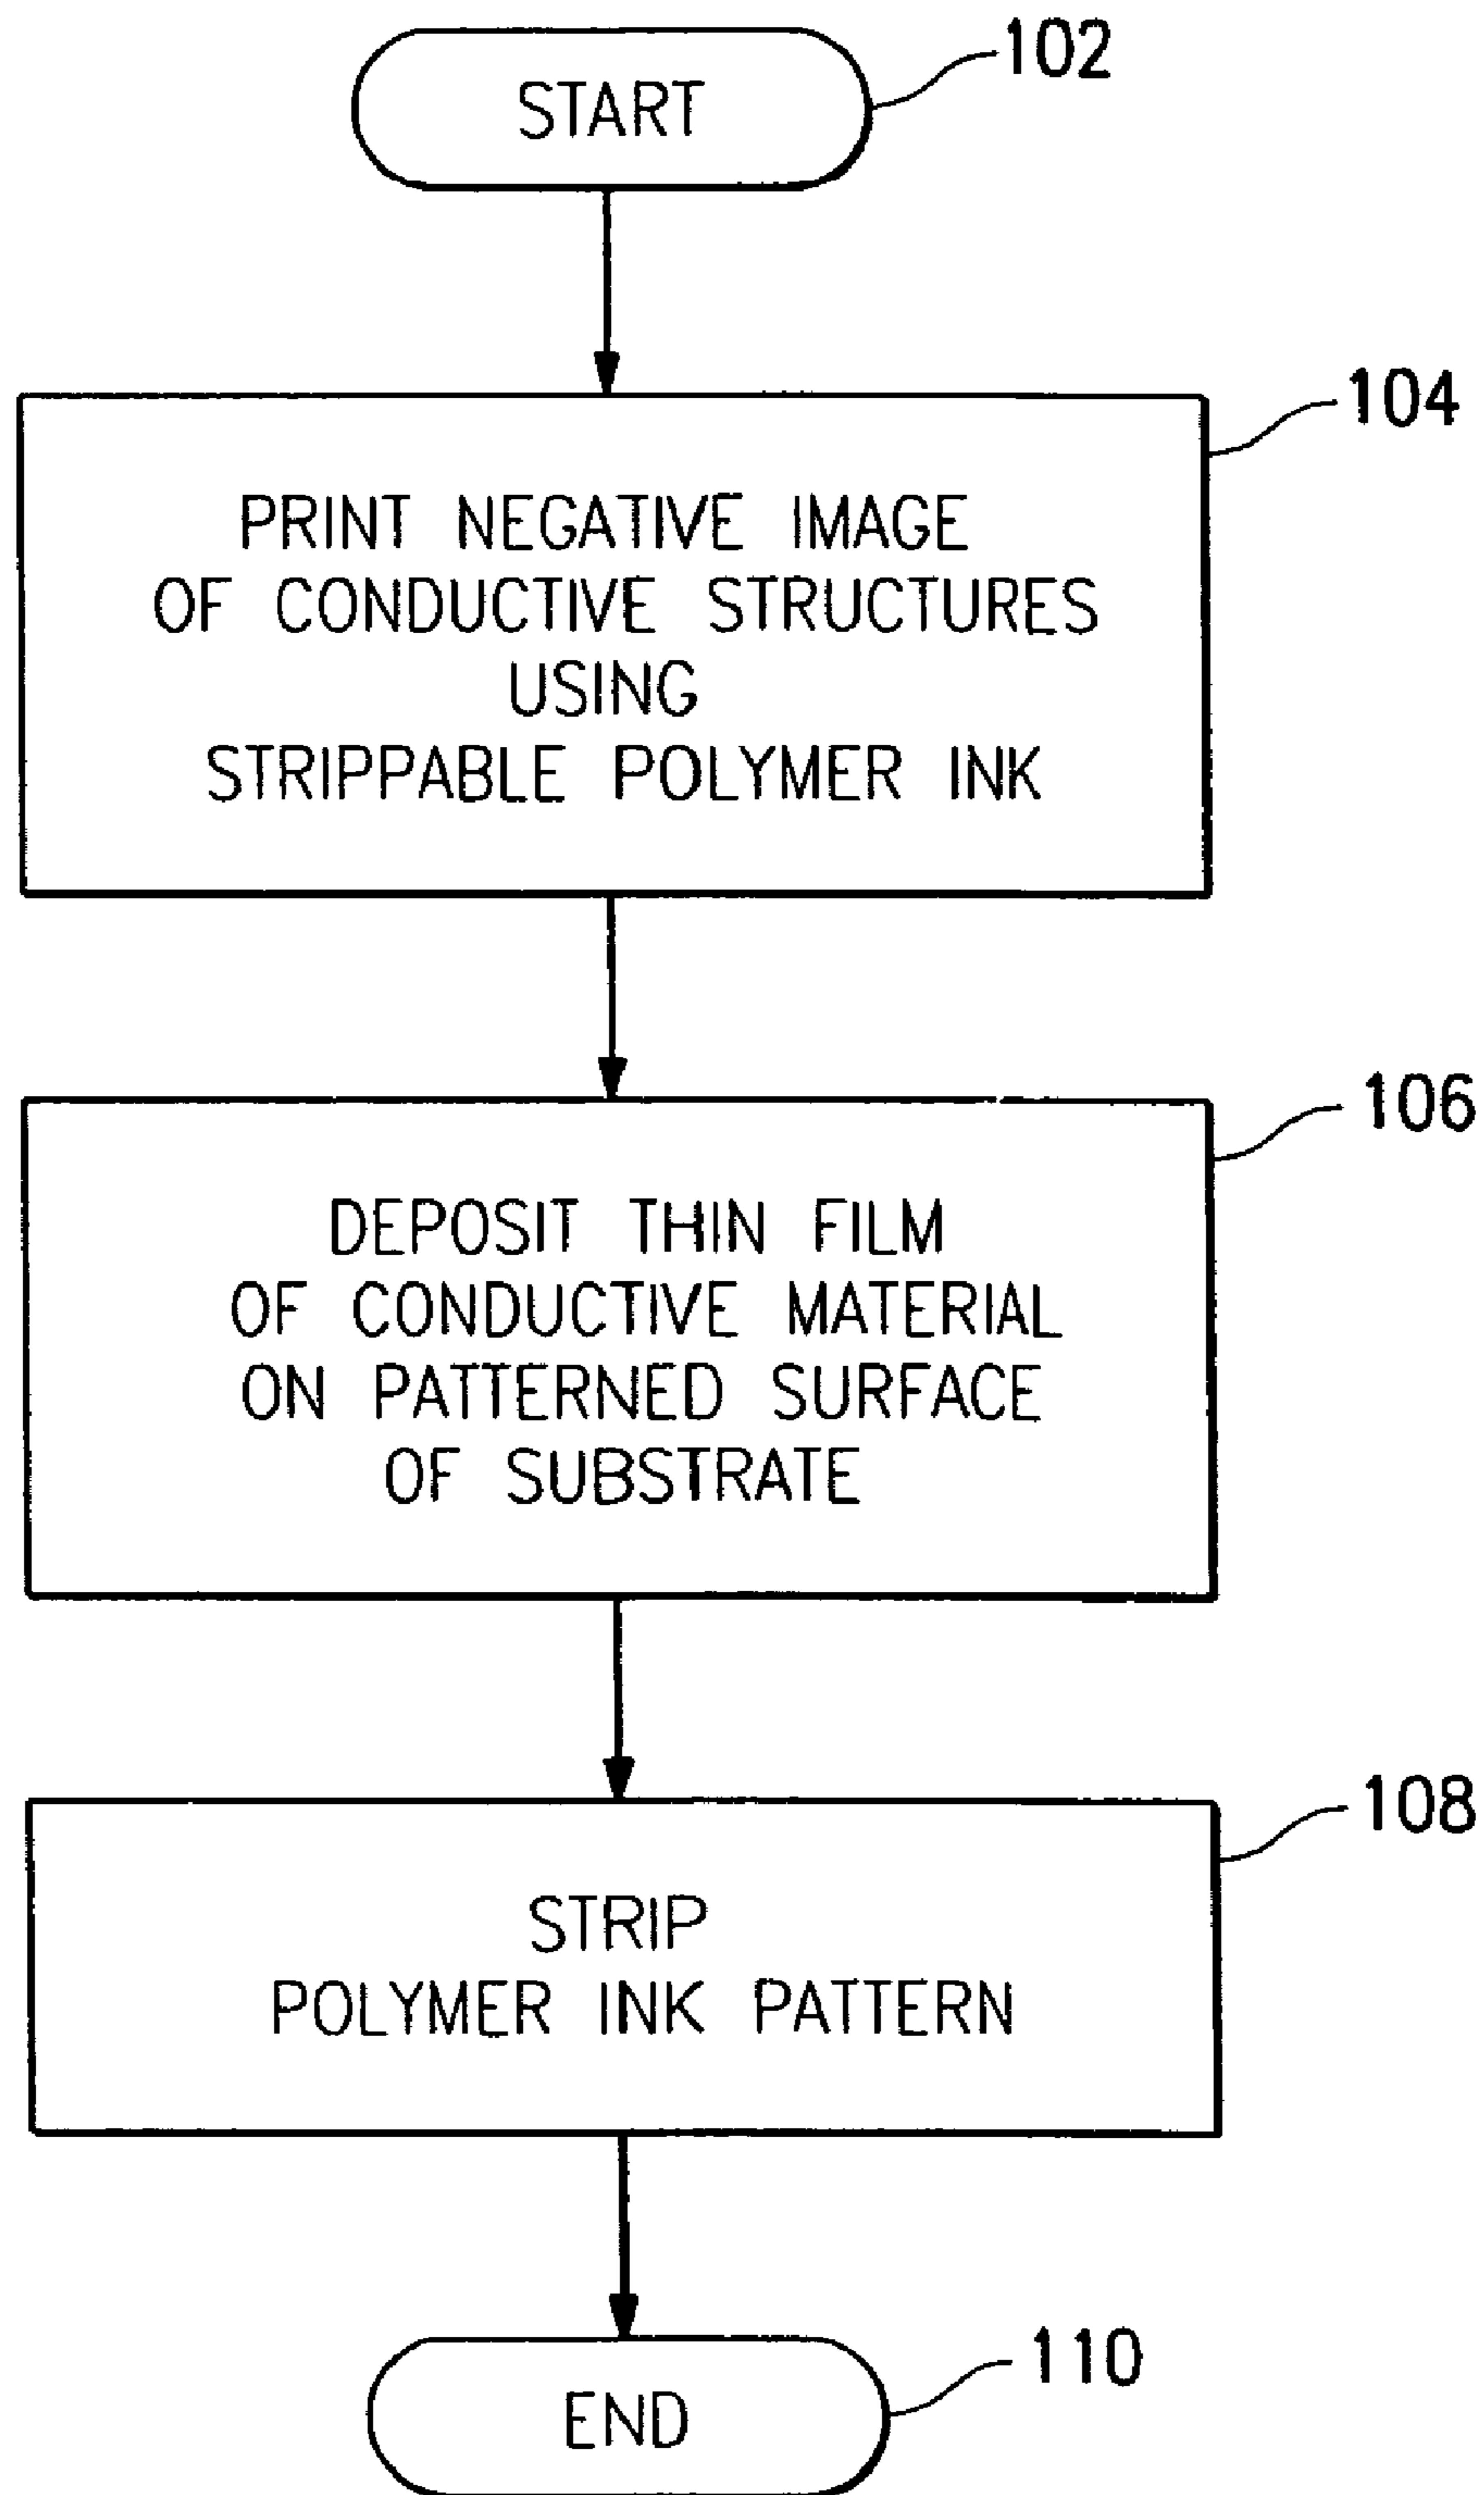 START
102
104
PRINT NEGATIVE IMAGE
OF CONDUCTIVE STRUCTURES
USING
STRIPPABLE POLYMER INK
106
DEPOSIT THIN FILM
OF CONDUCTIVE MATERIAL
ON PATTERNED SURFACE
OF SUBSTRATE
108
STRIP
POLYMER INK PATTERN
110
END